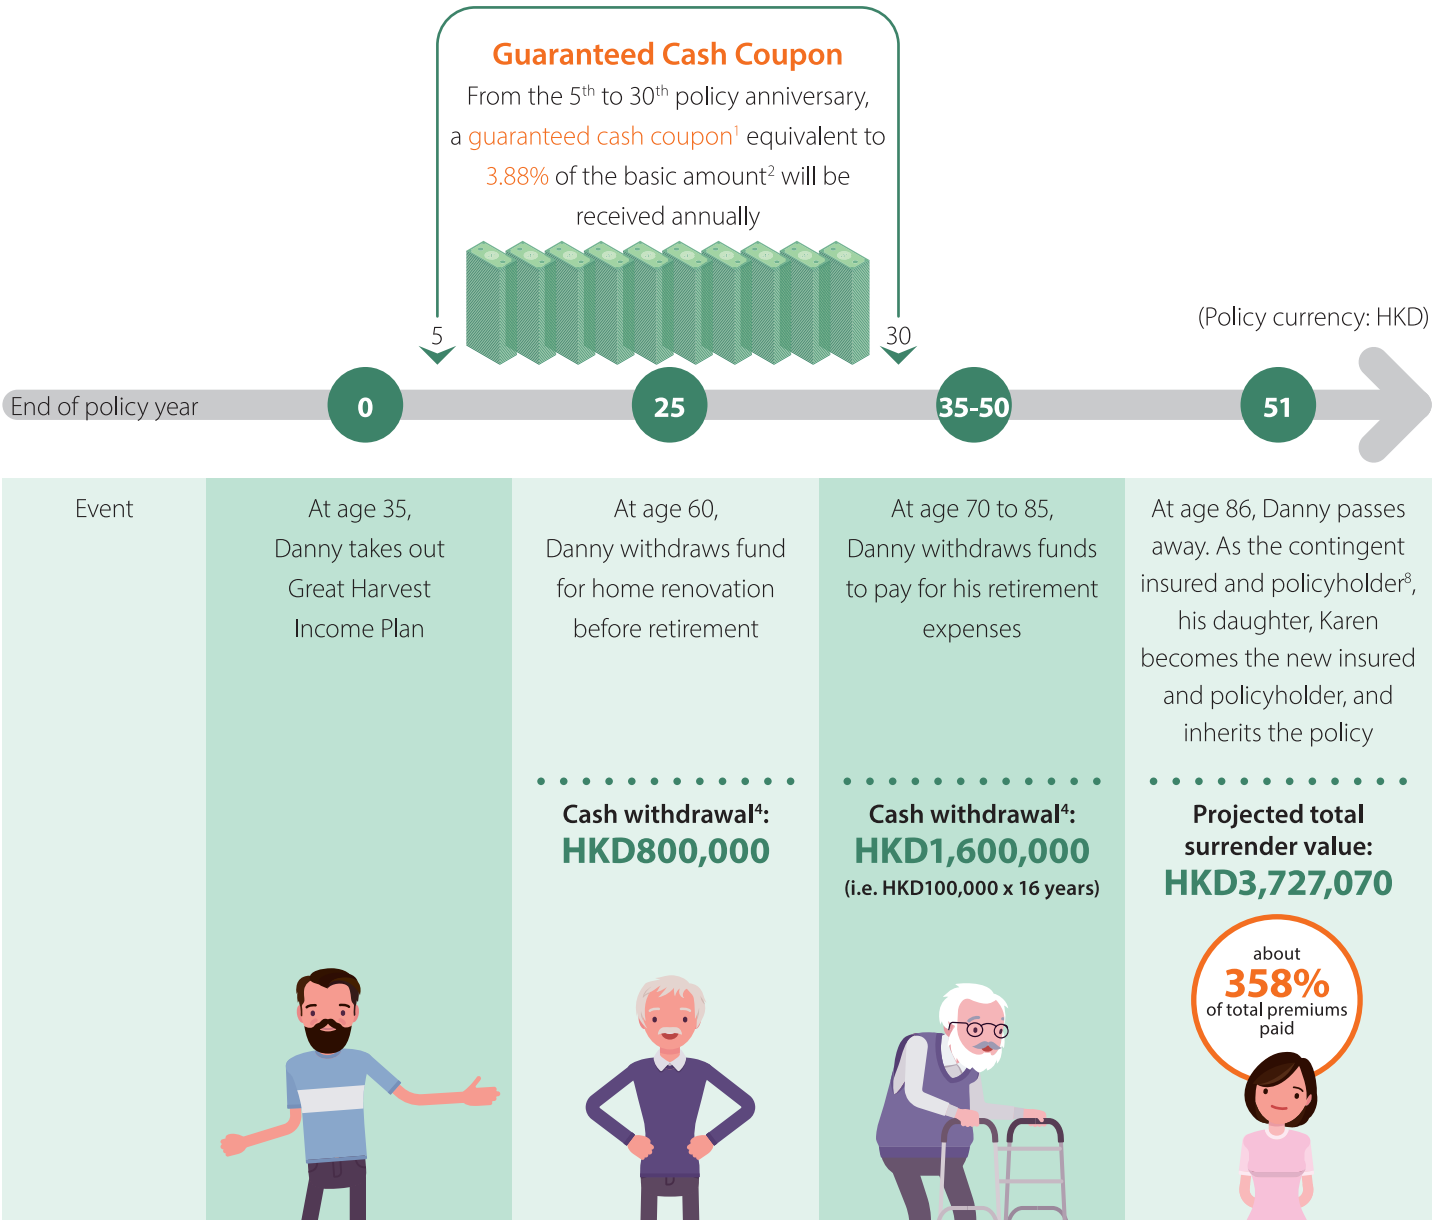 Guaranteed Cash Coupon
From the 5th to 30th policy anniversary,
a guaranteed cash coupon1 equivalent to
3.88% of the basic amount2 will be
received annually
5
30
(Policy currency: HKD)
End of policy year
0
25
35-50
51
Event
At age 35,
Danny takes out
Great Harvest
Income Plan
At age 60,
Danny withdraws fund
for home renovation
before retirement
Cash withdrawal4:
HKD800,000
At age 70 to 85,
Danny withdraws funds
to pay for his retirement
expenses
Cash withdrawal4:
HKD1,600,000
(i.e. HKD100,000 x 16 years)
At age 86, Danny passes
away. As the contingent
insured and policyholder8,
his daughter, Karen
becomes the new insured
and policyholder, and
inherits the policy
Projected total
surrender value:
HKD3,727,070
about
358%
of total premiums
paid